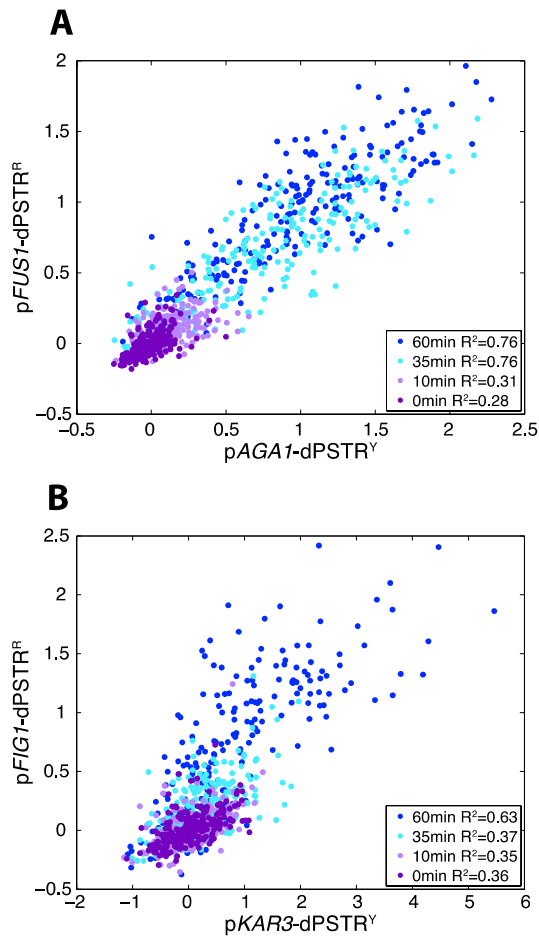 A
2
1.5
1
0.5
0
−0.5
pFUS1-dPSTRᴿ
60min R²=0.76
35min R²=0.76
10min R²=0.31
0min R²=0.28
−0.5 0 0.5 1 1.5 2 2.5
pAGA1-dPSTRʸ
B
2.5
2
1.5
1
0.5
0
−0.5
pFIG1-dPSTRᴿ
60min R²=0.63
35min R²=0.37
10min R²=0.35
0min R²=0.36
−2 −1 0 1 2 3 4 5 6
pKAR3-dPSTRʸ